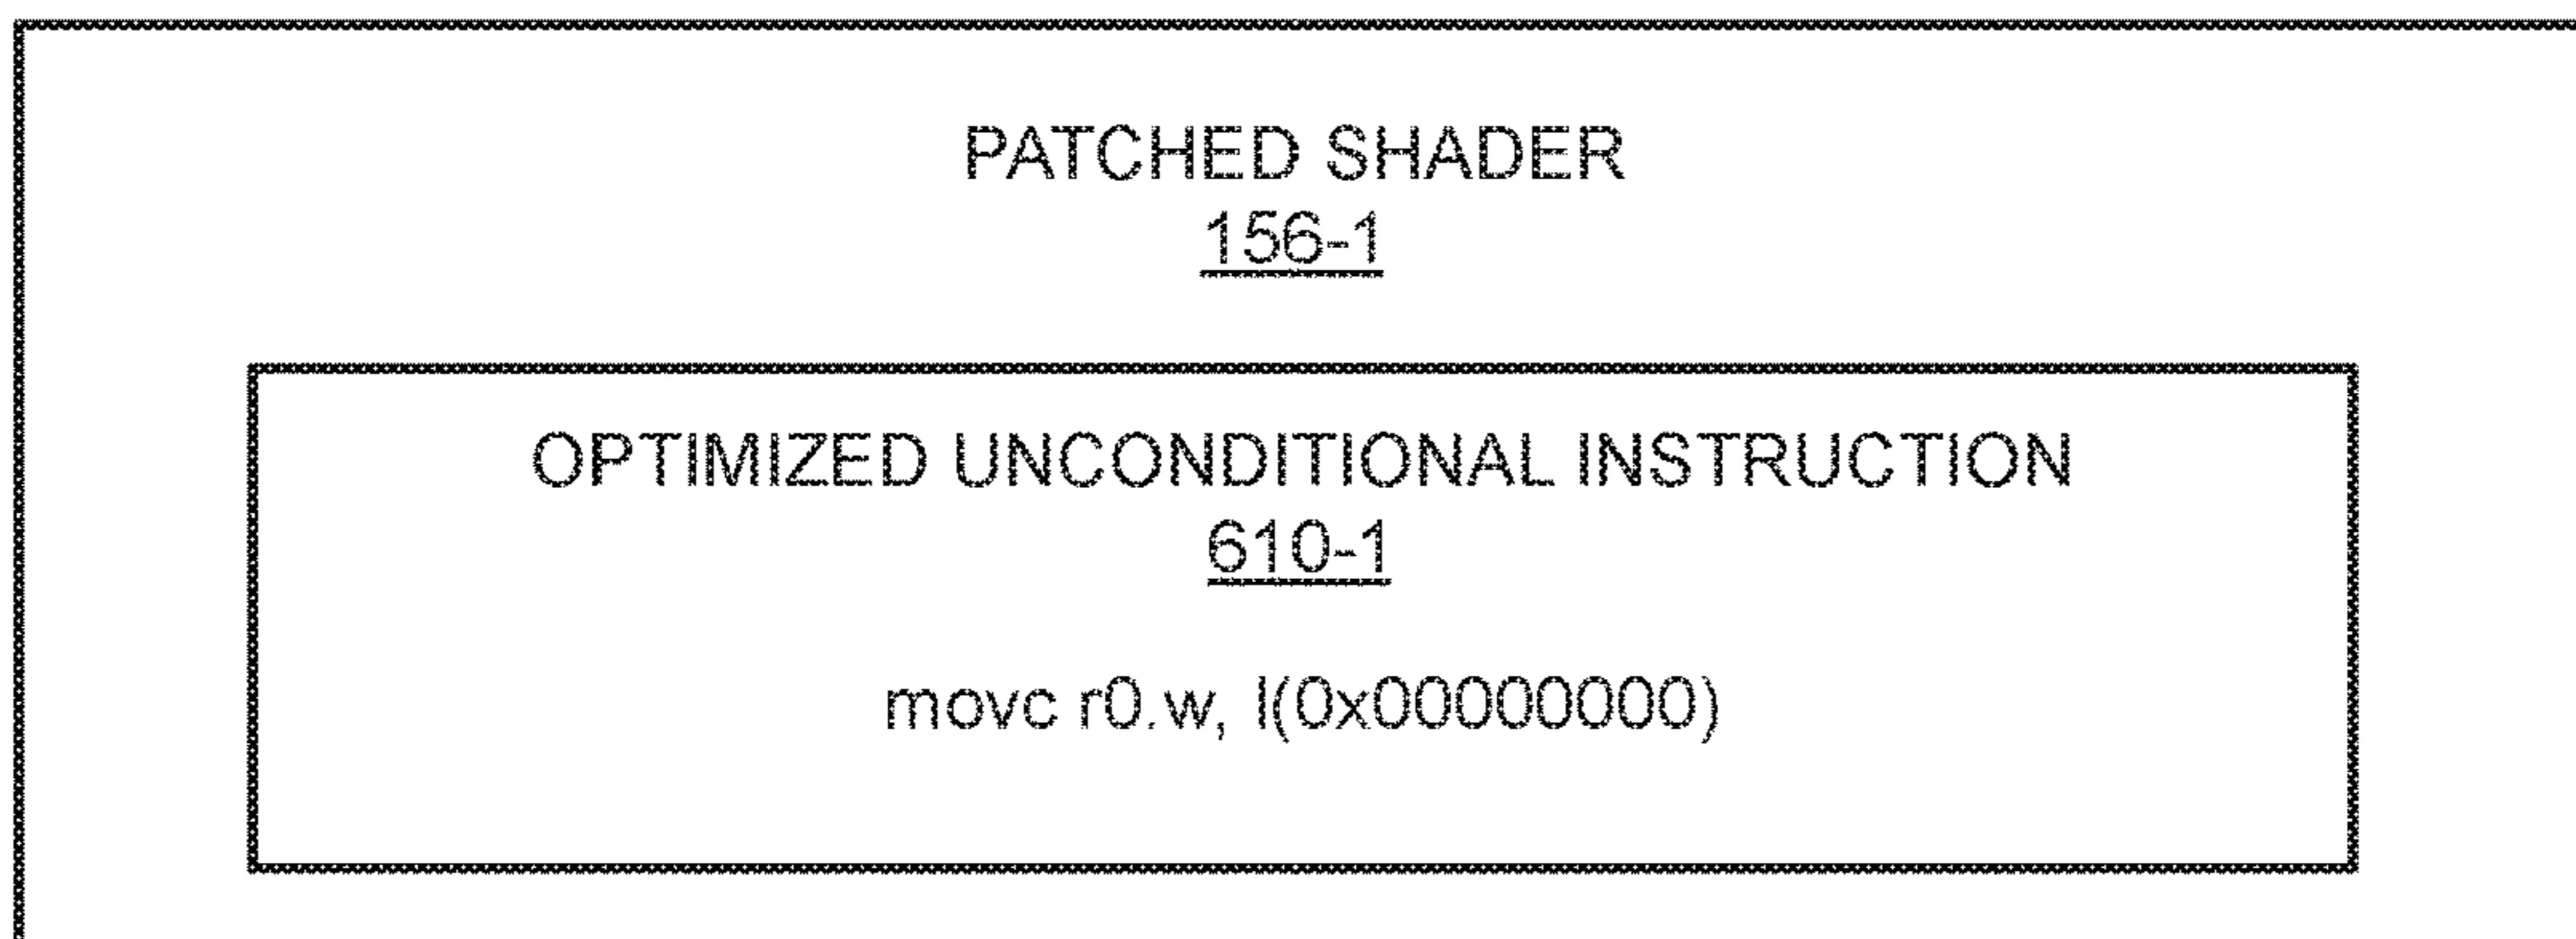 PATCHED SHADER
156-1
OPTIMIZED UNCONDITIONAL INSTRUCTION
610-1
movc r0.w, l(0x00000000)